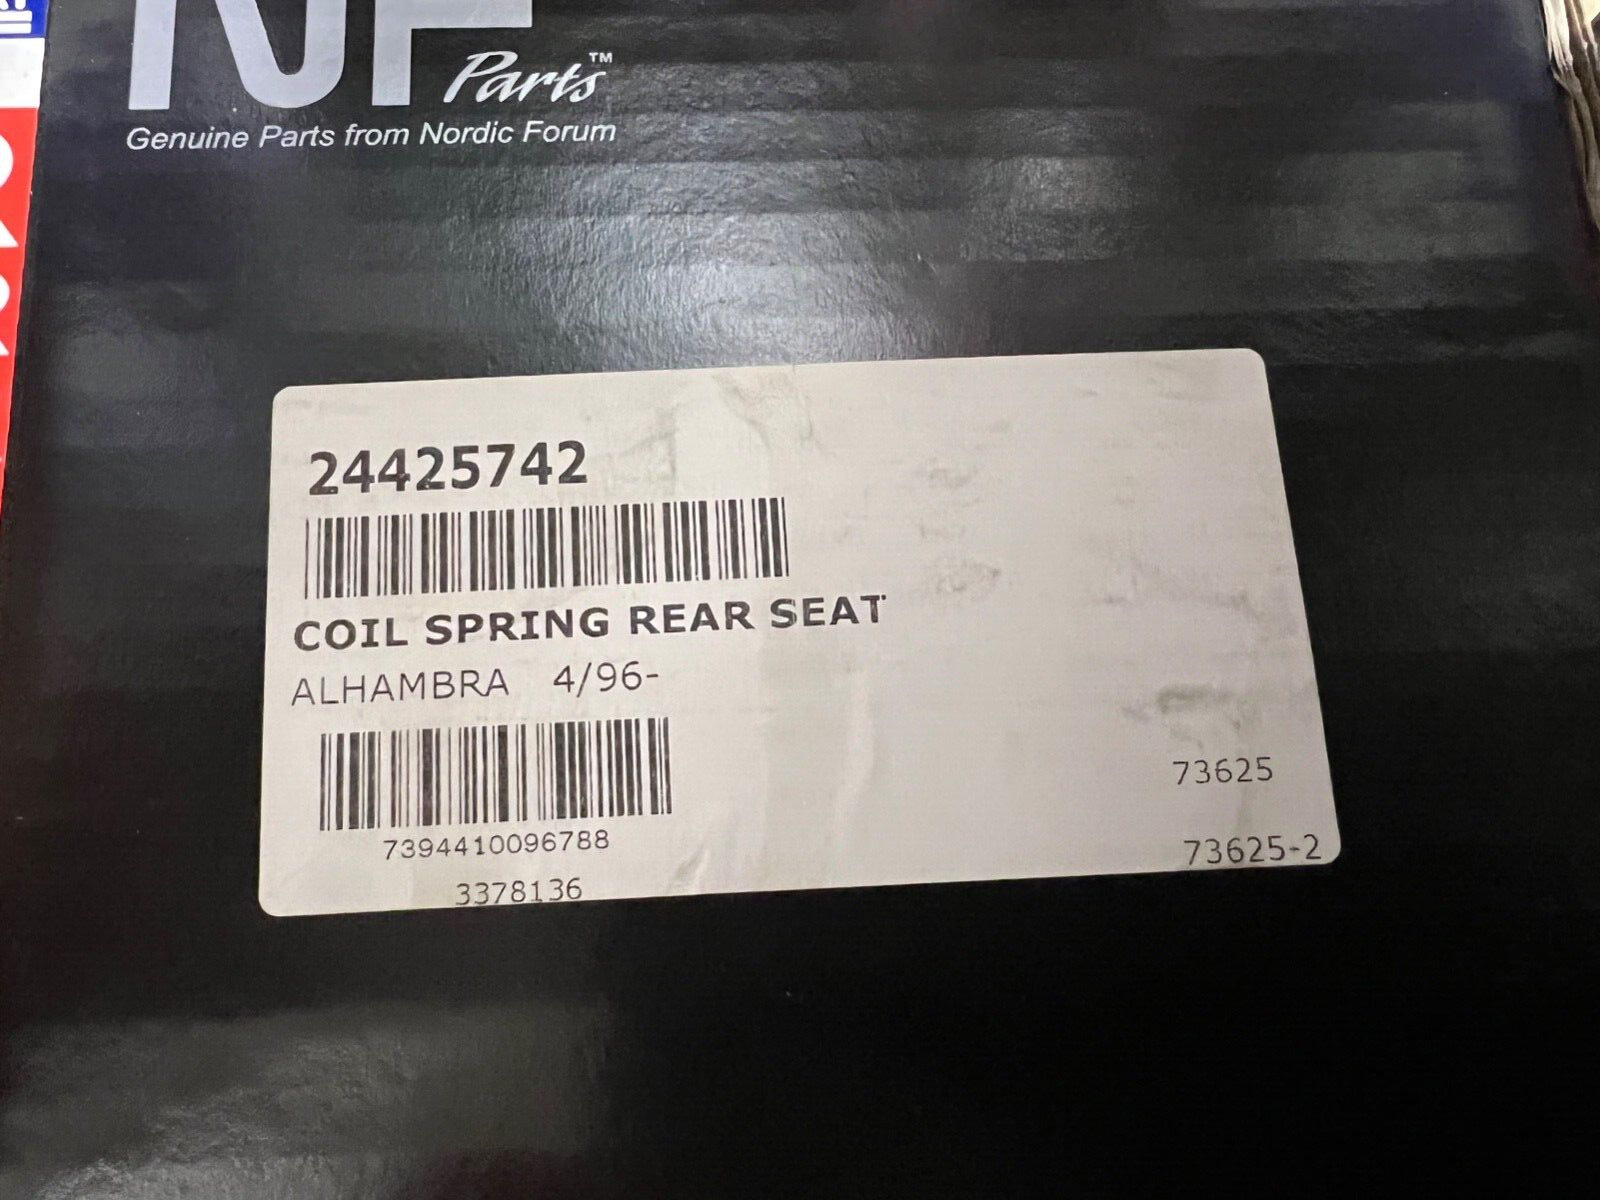 NF
Parts™
Genuine Parts from Nordic Forum
24425742
COIL SPRING REAR SEAT
ALHAMBRA 4/96-
7394410096788
3378136
73625
73625-2